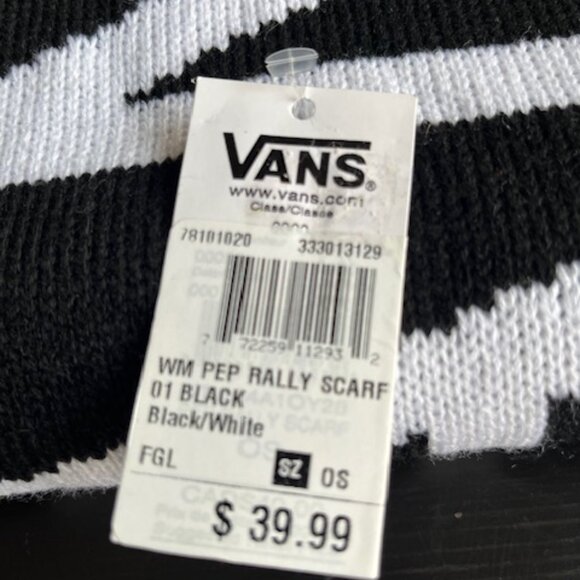 VANS®
www.vans.com
Class/Classe
78101020 333013129
7 72259 11293 2
WM PEP RALLY SCARF
01 BLACK
Black/White
FGL SZ OS
$ 39.99